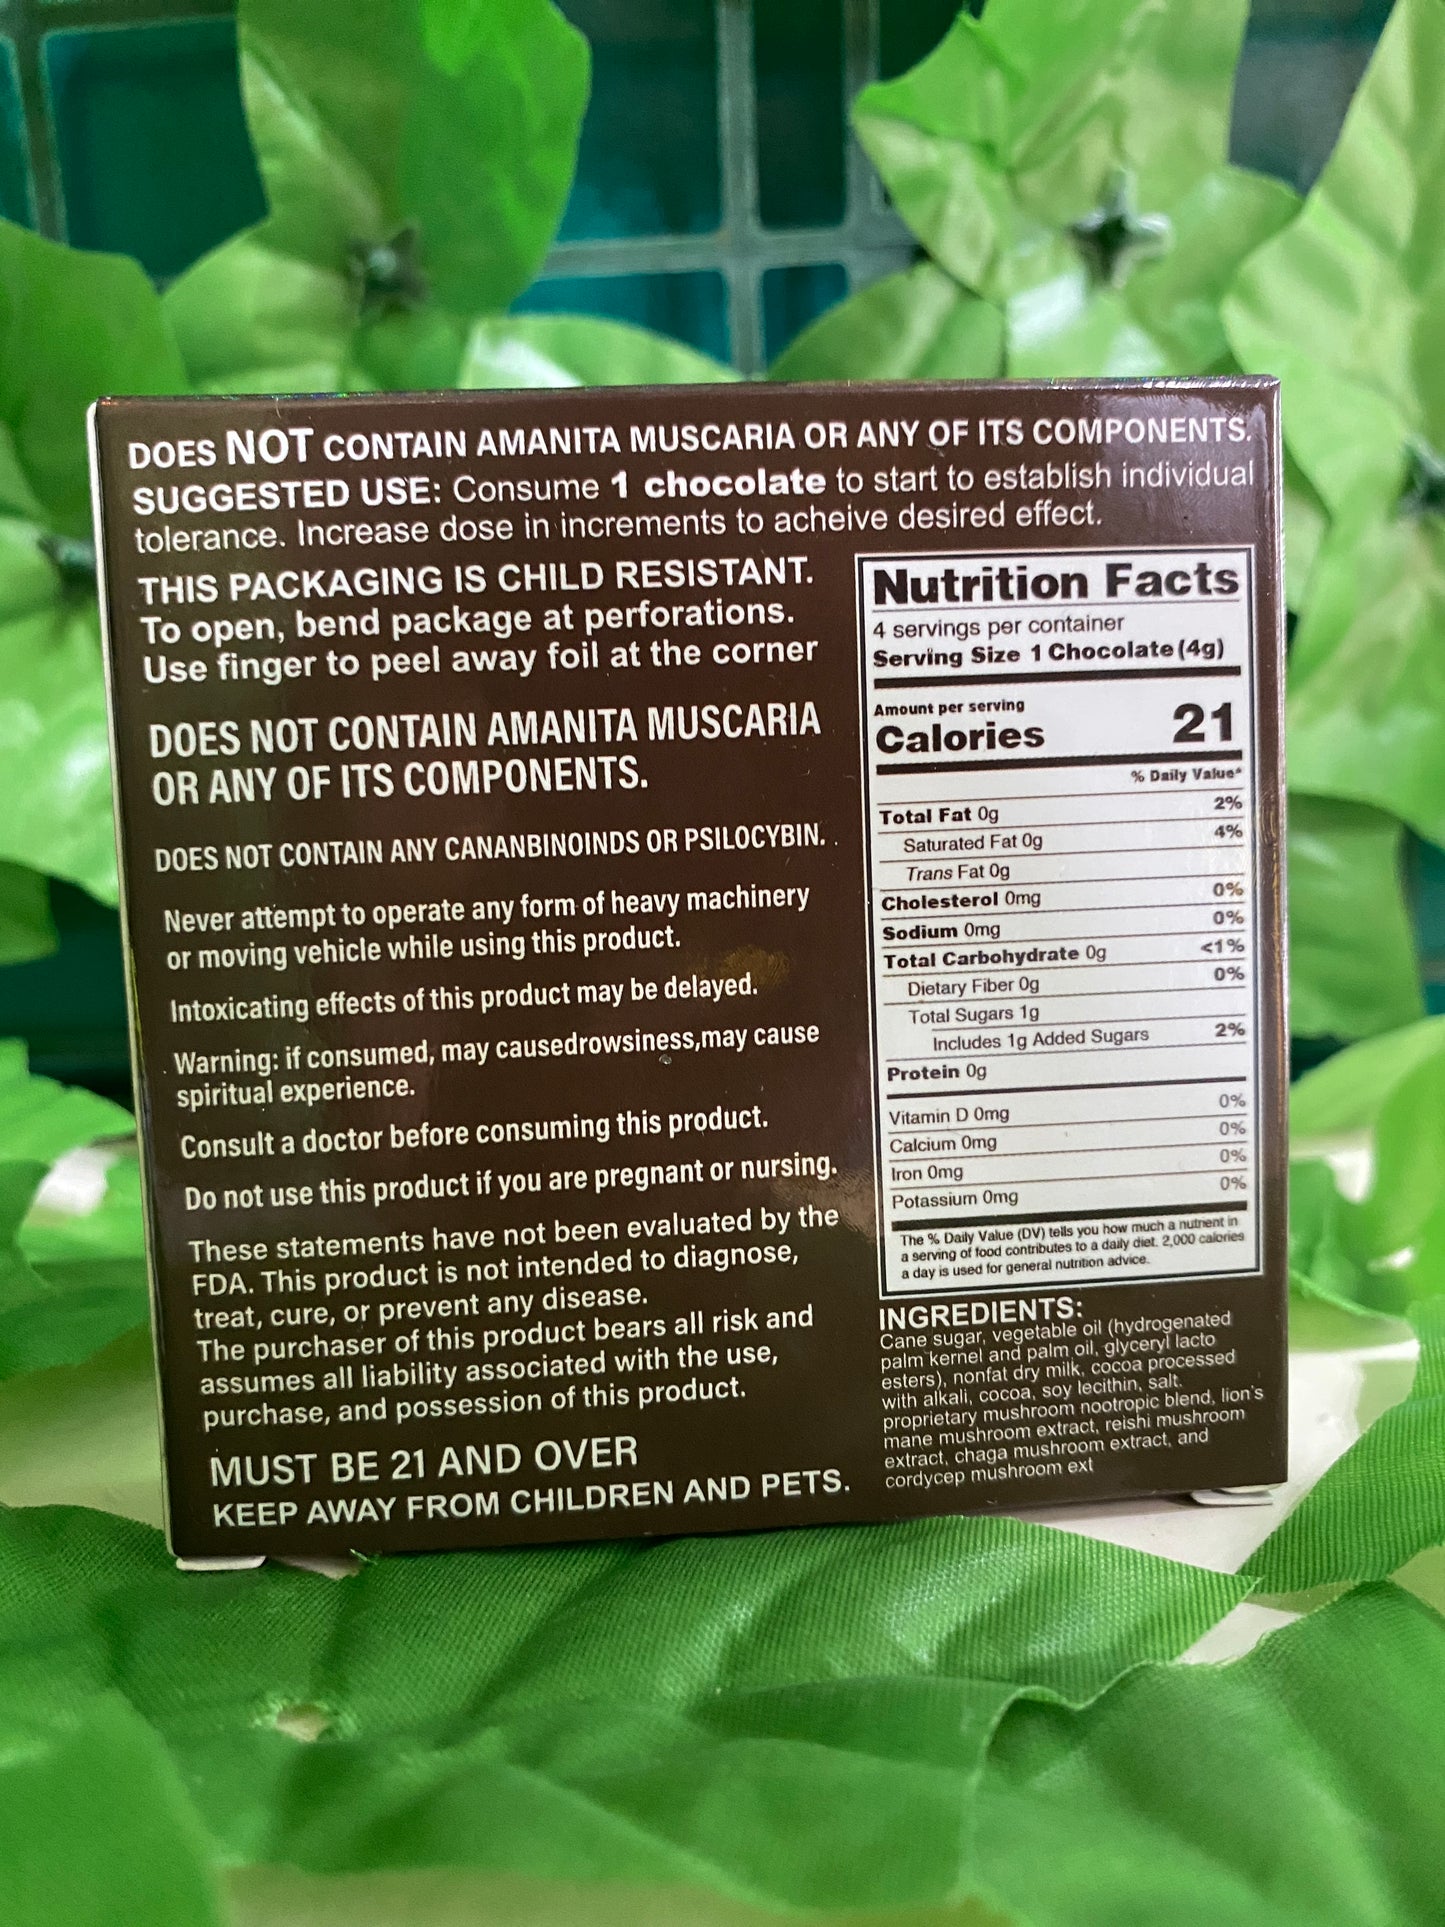 DOES NOT CONTAIN AMANITA MUSCARIA OR ANY OF ITS COMPONENTS.
SUGGESTED USE: Consume 1 chocolate to start to establish individual
tolerance. Increase dose in increments to acheive desired effect.
THIS PACKAGING IS CHILD RESISTANT.
To open, bend package at perforations.
Use finger to peel away foil at the corner
DOES NOT CONTAIN AMANITA MUSCARIA
OR ANY OF ITS COMPONENTS.
DOES NOT CONTAIN ANY CANANBINOINDS OR PSILOCYBIN. .
Never attempt to operate any form of heavy machinery
or moving vehicle while using this product.
Intoxicating effects of this product may be delayed.
. Warning: if consumed, may causedrowsiness,may cause
spiritual experience.
Consult a doctor before consuming this product.
Do not use this product if you are pregnant or nursing.
These statements have not been evaluated by the
FDA. This product is not intended to diagnose,
treat, cure, or prevent any disease.
The purchaser of this product bears all risk and
assumes all liability associated with the use,
purchase, and possession of this product.
MUST BE 21 AND OVER
KEEP AWAY FROM CHILDREN AND PETS.
Nutrition Facts
4 servings per container
Serving Size 1 Chocolate (4g)
Amount per serving
Calories 21
% Daily Value*
Total Fat 0g 2%
Saturated Fat 0g 4%
Trans Fat 0g
Cholesterol 0mg 0%
Sodium 0mg 0%
Total Carbohydrate 0g <1%
Dietary Fiber 0g 0%
Total Sugars 1g
Includes 1g Added Sugars 2%
Protein 0g
Vitamin D 0mg 0%
Calcium 0mg 0%
Iron 0mg 0%
Potassium 0mg 0%
The % Daily Value (DV) tells you how much a nutrient in
a serving of food contributes to a daily diet. 2,000 calories
a day is used for general nutrition advice.
INGREDIENTS:
Cane sugar, vegetable oil (hydrogenated
palm kernel and palm oil, glyceryl lacto
esters), nonfat dry milk, cocoa processed
with alkali, cocoa, soy lecithin, salt.
proprietary mushroom nootropic blend, lion's
mane mushroom extract, reishi mushroom
extract, chaga mushroom extract, and
cordycep mushroom ext